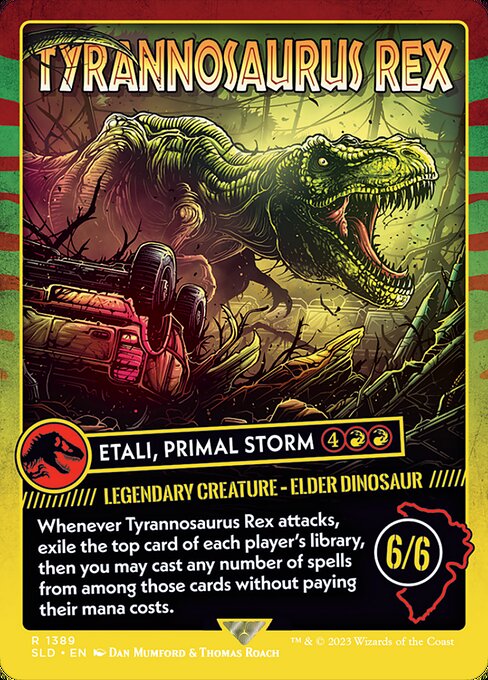 TYRANNOSAURUS REX
ETALI, PRIMAL STORM 4
LEGENDARY CREATURE - ELDER DINOSAUR
Whenever Tyrannosaurus Rex attacks,
exile the top card of each player's library,
then you may cast any number of spells
from among those cards without paying
their mana costs.
6/6
R 1389
SLD • EN Dan Mumford & Thomas Roach
™ & © 2023 Wizards of the Coast